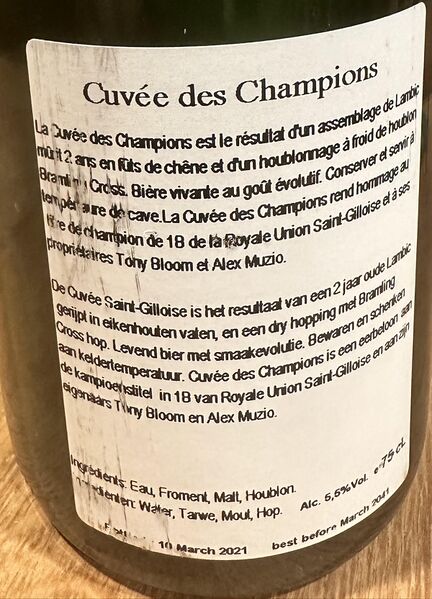 Cuvée des Champions
La Cuvée des Champions est le résultat d'un assemblage de Lambic
mûrit 2 ans en fûts de chêne et d'un houblonnage à froid de houblon
Bramling Cross. Bière vivante au goût évolutif. Conserver et servir à
température de cave.La Cuvée des Champions rend hommage au
titre de champion de 1B de la Royale Union Saint-Gilloise et à ses
propriétaires Tony Bloom et Alex Muzio.
De Cuvée Saint-Gilloise is het resultaat van een 2 jaar oude Lambic
gerijpt in eikenhouten vaten, en een dry hopping met Bramling
Cross hop. Levend bier met smaakevolutie. Bewaren en schenken
aan keldertemperatuur. Cuvée des Champions is een eerbetoon aan
de kampioenstitel in 1B van Royale Union Saint-Gilloise en aan zijn
eigenaars Tony Bloom en Alex Muzio.
Ingrédients: Eau, Froment, Malt, Houblon.
Ingrediënten: Water, Tarwe, Mout, Hop. Alc. 5,5%Vol. e75 cL
10 March 2021 best before March 2041